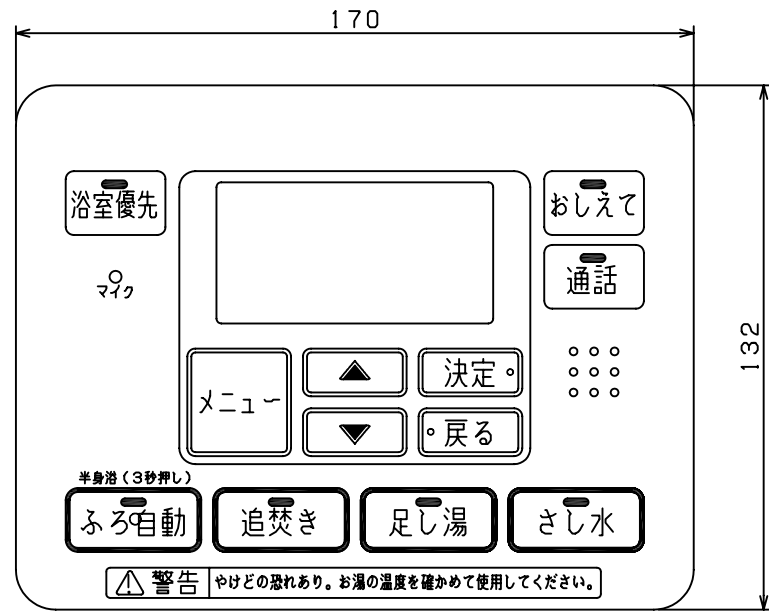 170
132
浴室優先
おしえて
マイク
通話
メニュー
▲
決定
▼
戻る
半身浴(3秒押し)
ふろ自動
追焚き
足し湯
さし水
警告
やけどの恐れあり。お湯の温度を確かめて使用してください。